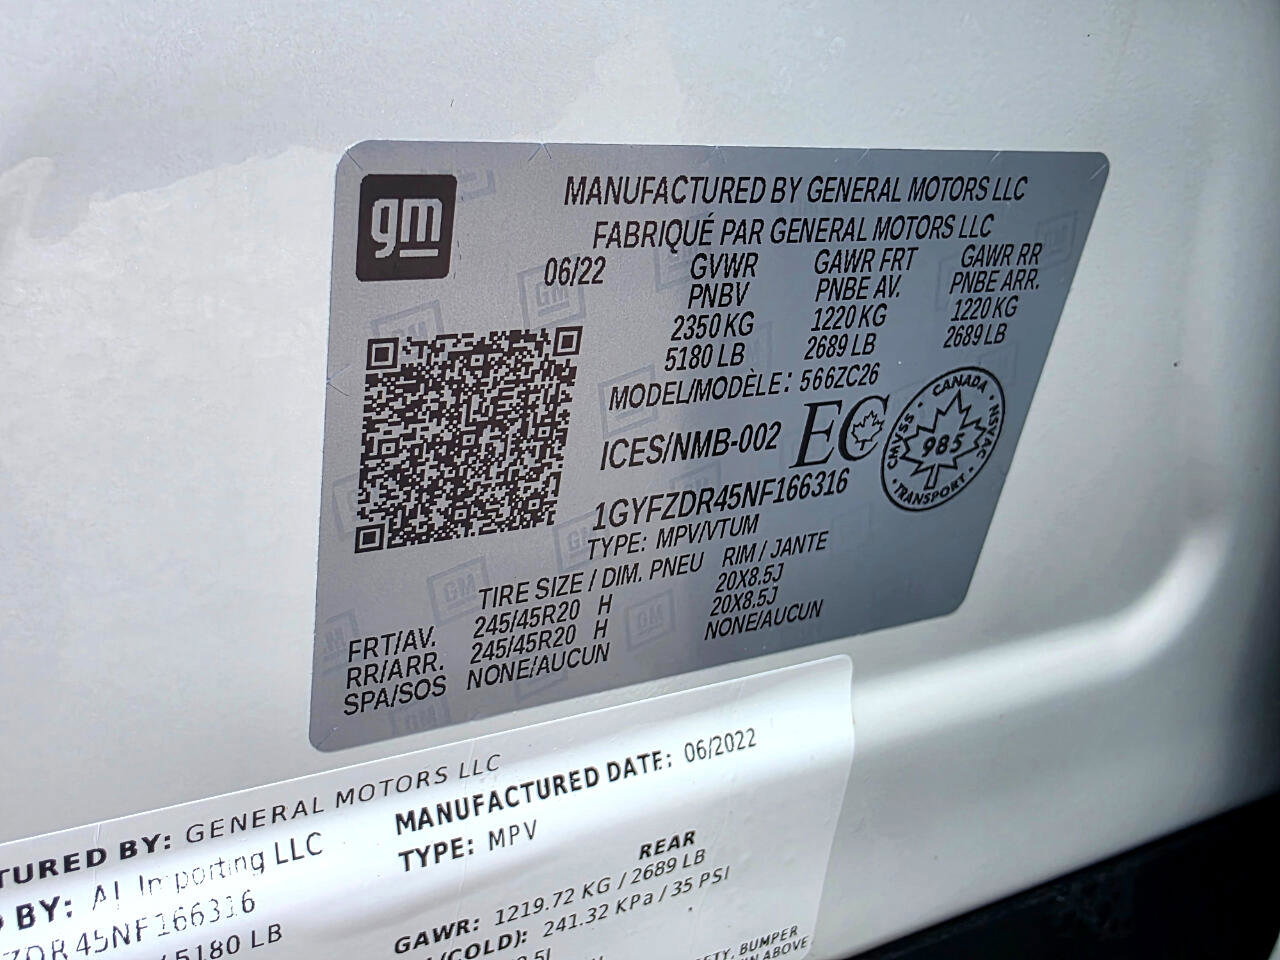 gm
MANUFACTURED BY GENERAL MOTORS LLC
FABRIQUÉ PAR GENERAL MOTORS LLC
06/22 GVWR GAWR FRT GAWR RR
PNBV PNBE AV. PNBE ARR.
2350 KG 1220 KG 1220 KG
5180 LB 2689 LB 2689 LB
MODEL/MODÈLE: 566ZC26
ICES/NMB-002 EC
CANADA NSVAC TRANSPORT CMVSS 985
1GYFZDR45NF166316
TYPE: MPV/VTUM
TIRE SIZE / DIM. PNEU RIM / JANTE
FRT/AV. 245/45R20 H 20X8.5J
RR/ARR. 245/45R20 H 20X8.5J
SPA/SOS NONE/AUCUN NONE/AUCUN
TURED BY: GENERAL MOTORS LLC MANUFACTURED DATE: 06/2022
BY: Importing LLC TYPE: MPV
ZDR45NF166316
5180 LB
REAR
GAWR: 1219.72 KG / 2689 LB
(COLD): 241.32 KPa / 35 PSI
BUMPER
ABOVE